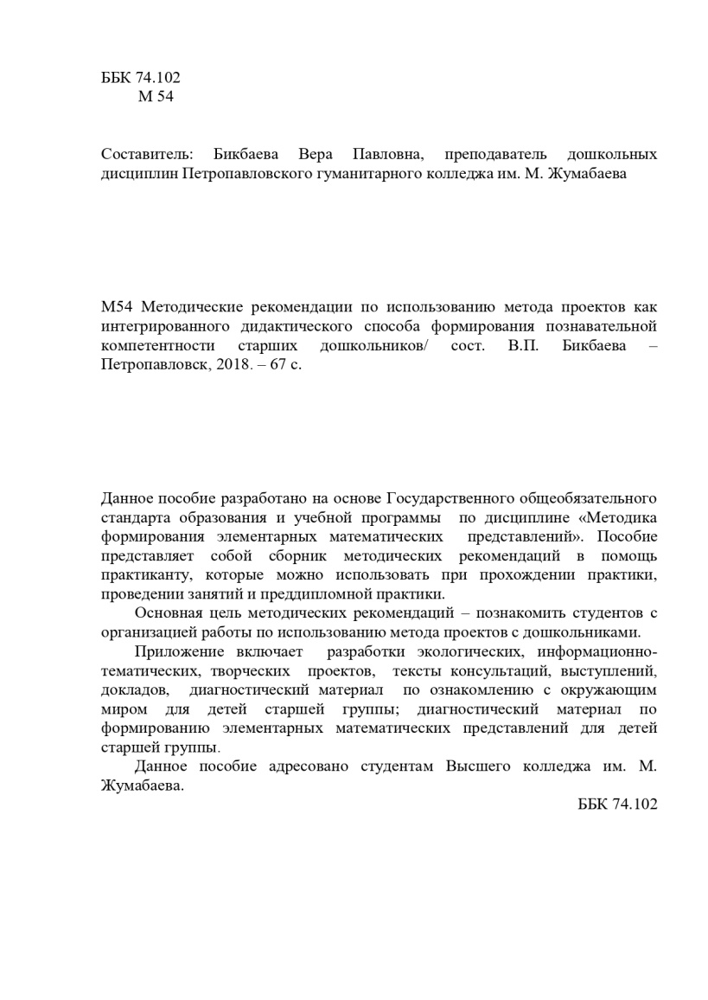 ББК 74.102
М 54
Составитель: Бикбаева Вера Павловна, преподаватель дошкольных
дисциплин Петропавловского гуманитарного колледжа им. М. Жумабаева
М54 Методические рекомендации по использованию метода проектов как
интегрированного дидактического способа формирования познавательной
компетентности старших дошкольников/ сост. В.П. Бикбаева –
Петропавловск, 2018. – 67 с.
Данное пособие разработано на основе Государственного общеобязательного
стандарта образования и учебной программы по дисциплине «Методика
формирования элементарных математических представлений». Пособие
представляет собой сборник методических рекомендаций в помощь
практиканту, которые можно использовать при прохождении практики,
проведении занятий и преддипломной практики.
Основная цель методических рекомендаций – познакомить студентов с
организацией работы по использованию метода проектов с дошкольниками.
Приложение включает разработки экологических, информационно-
тематических, творческих проектов, тексты консультаций, выступлений,
докладов, диагностический материал по ознакомлению с окружающим
миром для детей старшей группы; диагностический материал по
формированию элементарных математических представлений для детей
старшей группы.
Данное пособие адресовано студентам Высшего колледжа им. М.
Жумабаева.
ББК 74.102